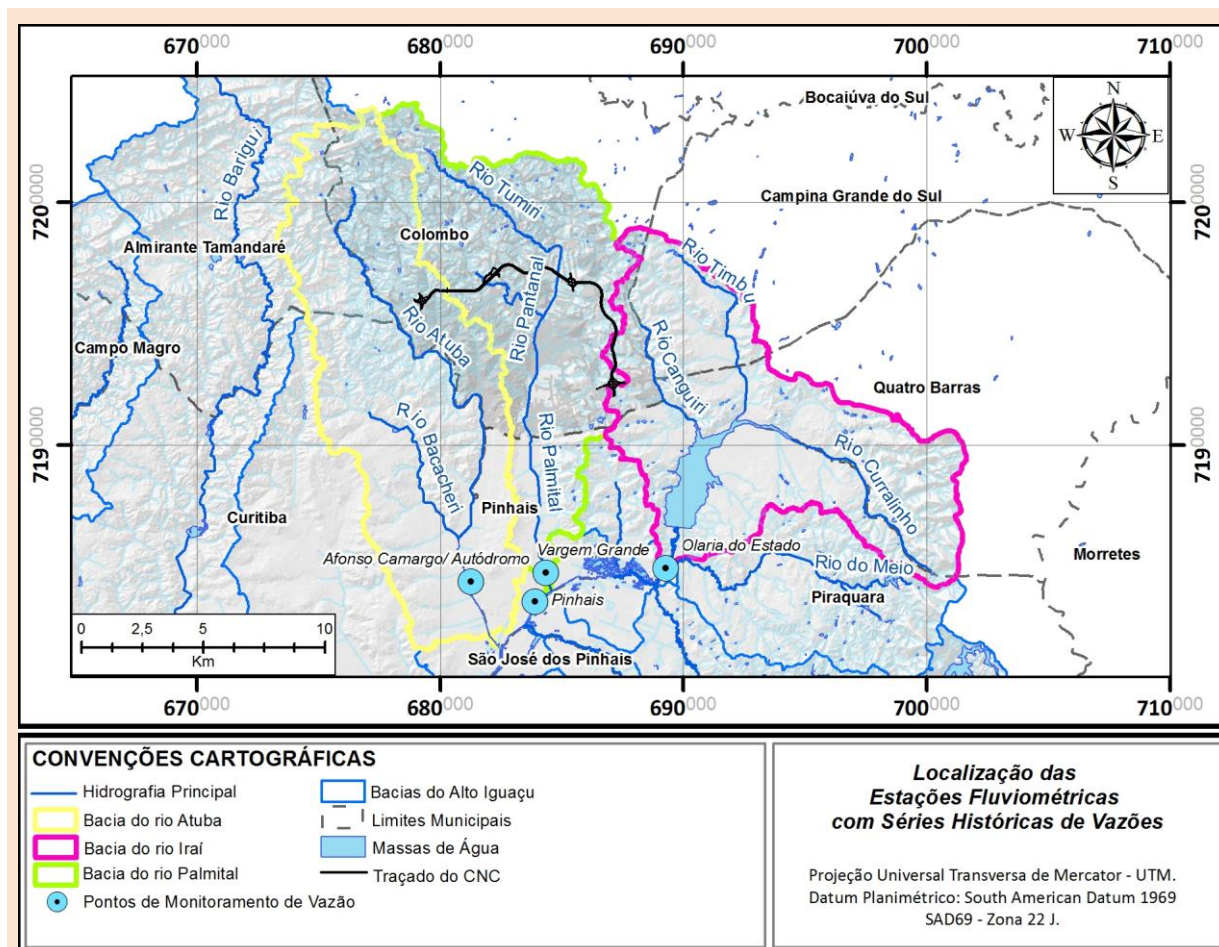 670000 680000 690000 700000 710000
Bocaiúva do Sul
N
W E
S
Rio Barigui
Rio Tumiri
7200000
Campina Grande do Sul
7200000
Almirante Tamandaré
Colombo
Rio Timbu
Rio Pantanal
Rio Atuba
Rio Canguiri
Campo Magro
Quatro Barras
7190000
Rio Bacacheri
Rio Palmital
Rio Curralinho
7190000
Pinhais
Curitiba
Afonso Camargo/ Autódromo
Vargem Grande
Olaria do Estado
Morretes
Rio do Meio
Pinhais
Piraquara
0 2,5 5 10
Km
São José dos Pinhais
670000 680000 690000 700000 710000
CONVENÇÕES CARTOGRÁFICAS
Hidrografia Principal
Bacia do rio Atuba
Bacia do rio Iraí
Bacia do rio Palmital
Pontos de Monitoramento de Vazão
Bacias do Alto Iguaçu
Limites Municipais
Massas de Água
Traçado do CNC
Localização das
Estações Fluviométricas
com Séries Históricas de Vazões
Projeção Universal Transversa de Mercator - UTM.
Datum Planimétrico: South American Datum 1969
SAD69 - Zona 22 J.